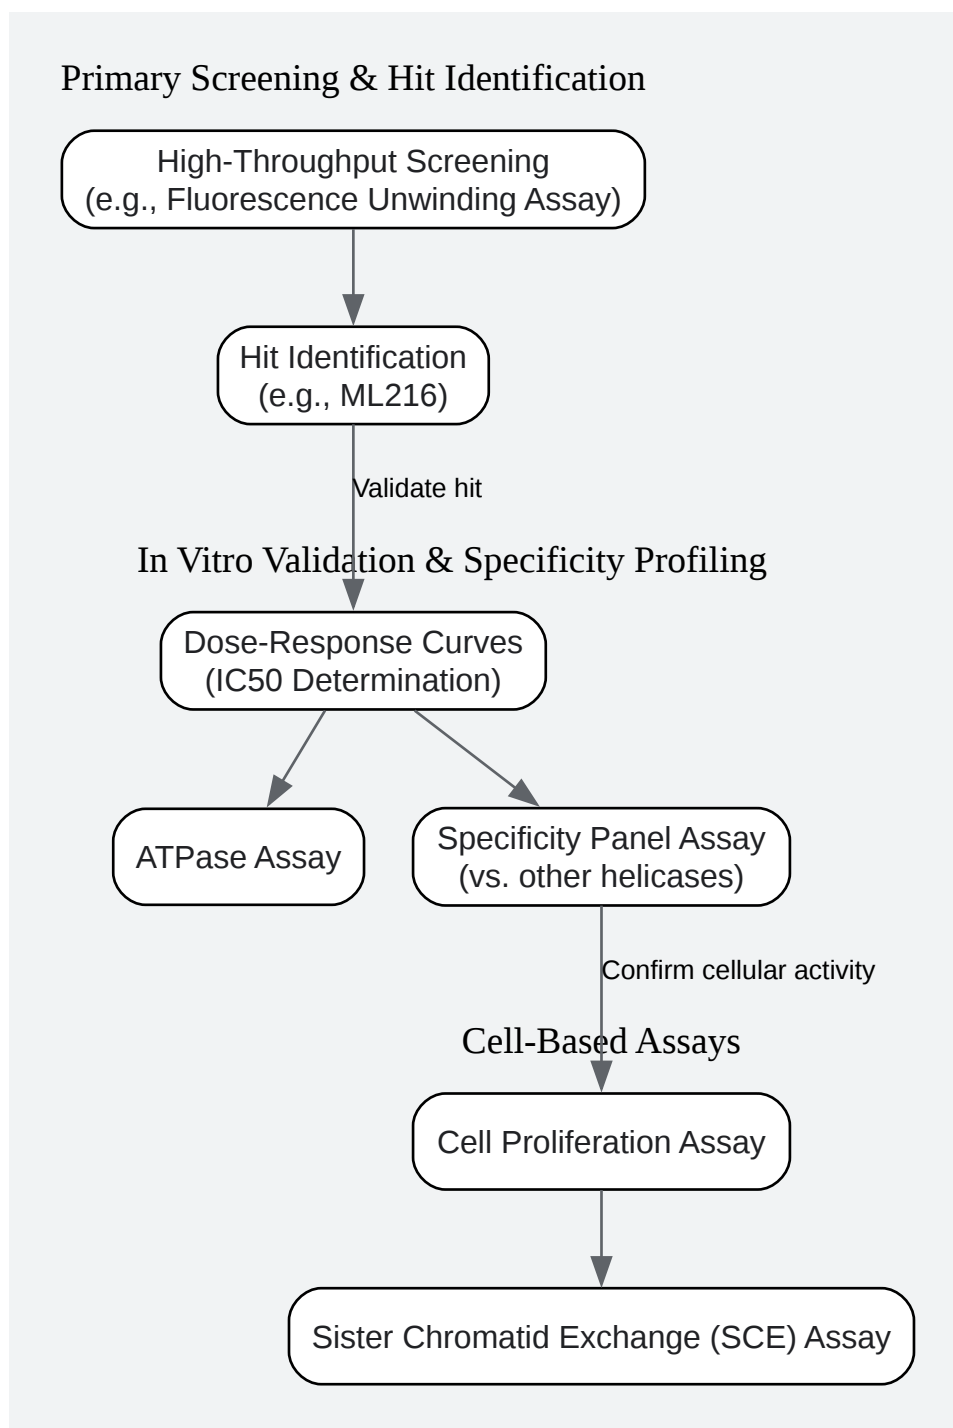 Primary Screening & Hit Identification
High-Throughput Screening
(e.g., Fluorescence Unwinding Assay)
Hit Identification
(e.g., ML216)
Validate hit
In Vitro Validation & Specificity Profiling
Dose-Response Curves
(IC50 Determination)
ATPase Assay
Specificity Panel Assay
(vs. other helicases)
Confirm cellular activity
Cell-Based Assays
Cell Proliferation Assay
Sister Chromatid Exchange (SCE) Assay